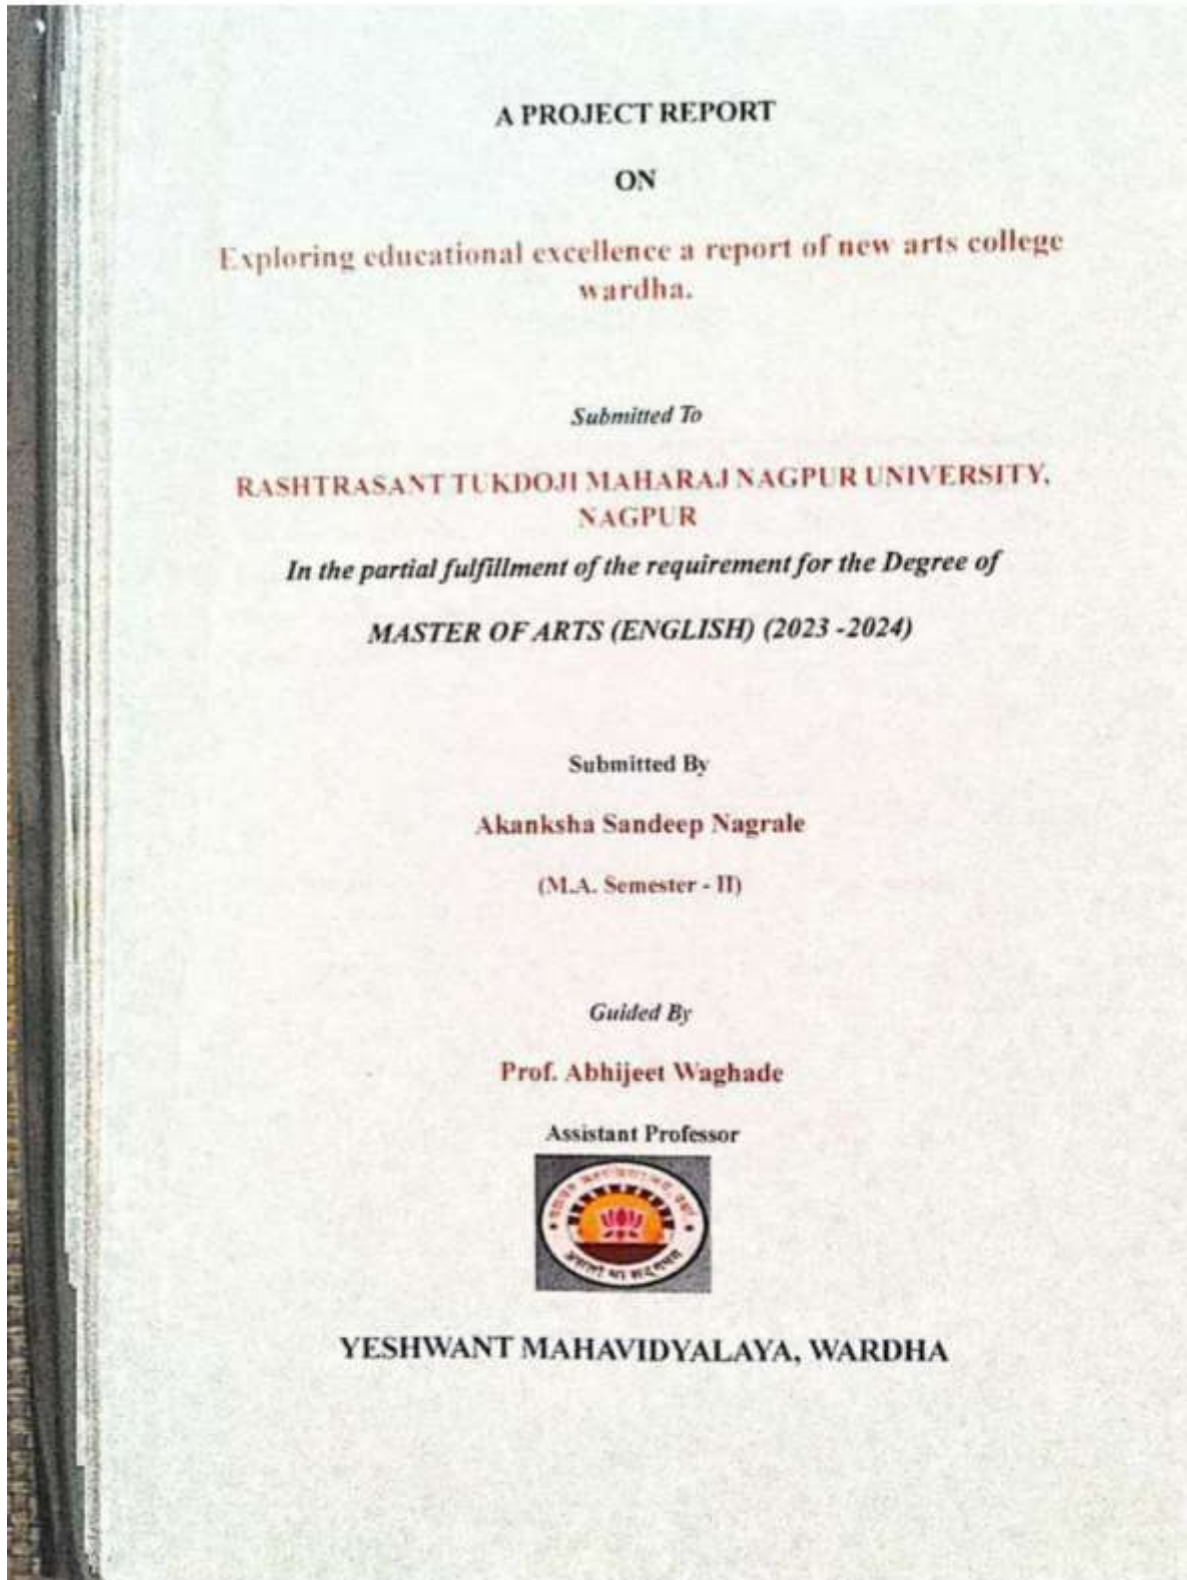 A PROJECT REPORT
ON
Exploring educational excellence a report of new arts college
wardha.
Submitted To
RASHTRASANT TUKDOJI MAHARAJ NAGPUR UNIVERSITY,
NAGPUR
In the partial fulfillment of the requirement for the Degree of
MASTER OF ARTS (ENGLISH) (2023 -2024)
Submitted By
Akanksha Sandeep Nagrale
(M.A. Semester - II)
Guided By
Prof. Abhijeet Waghade
Assistant Professor
YESHWANT MAHAVIDYALAYA, WARDHA